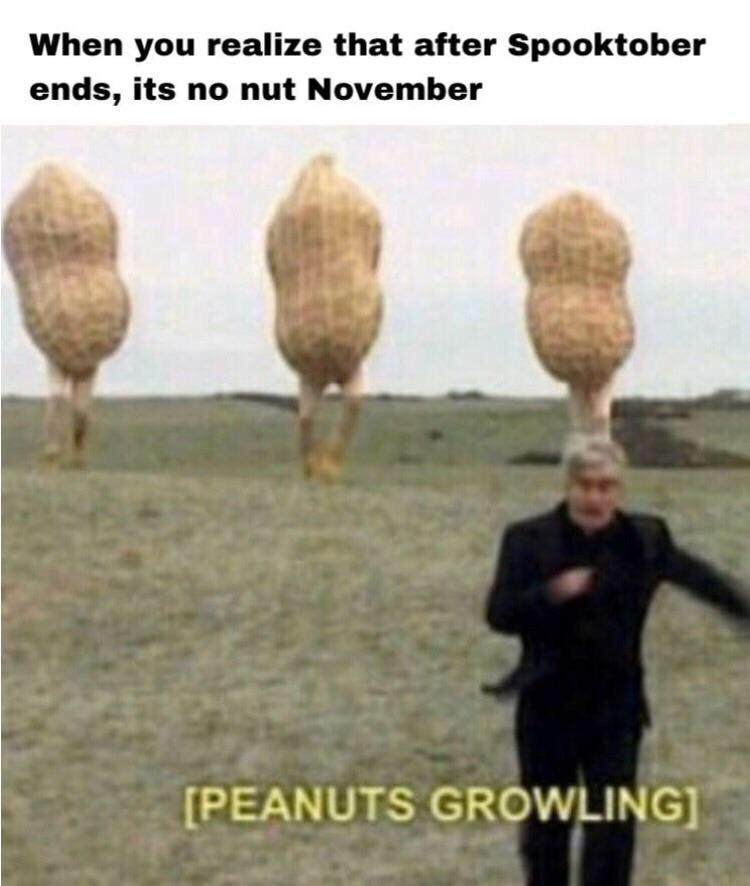 When you realize that after Spooktober
ends, its no nut November
[PEANUTS GROWLING]